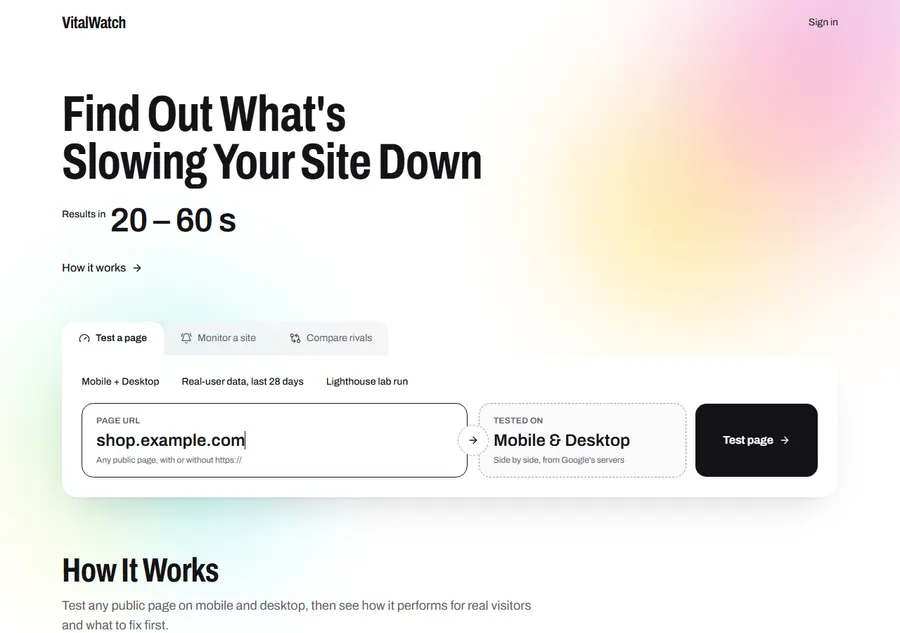 VitalWatch
Sign in
Find Out What's
Slowing Your Site Down
Results in 20 – 60 s
How it works →
Test a page
Monitor a site
Compare rivals
Mobile + Desktop
Real-user data, last 28 days
Lighthouse lab run
PAGE URL
shop.example.com
Any public page, with or without https://
→
TESTED ON
Mobile & Desktop
Side by side, from Google's servers
Test page →
How It Works
Test any public page on mobile and desktop, then see how it performs for real visitors
and what to fix first.